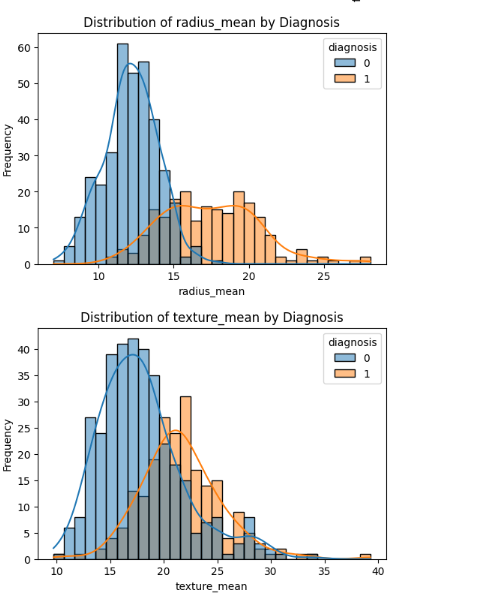 Distribution of radius_mean by Diagnosis
diagnosis
0
1
Frequency
60
50
40
30
20
10
0
10 15 20 25
radius_mean
Distribution of texture_mean by Diagnosis
diagnosis
0
1
Frequency
40
35
30
25
20
15
10
5
0
10 15 20 25 30 35 40
texture_mean